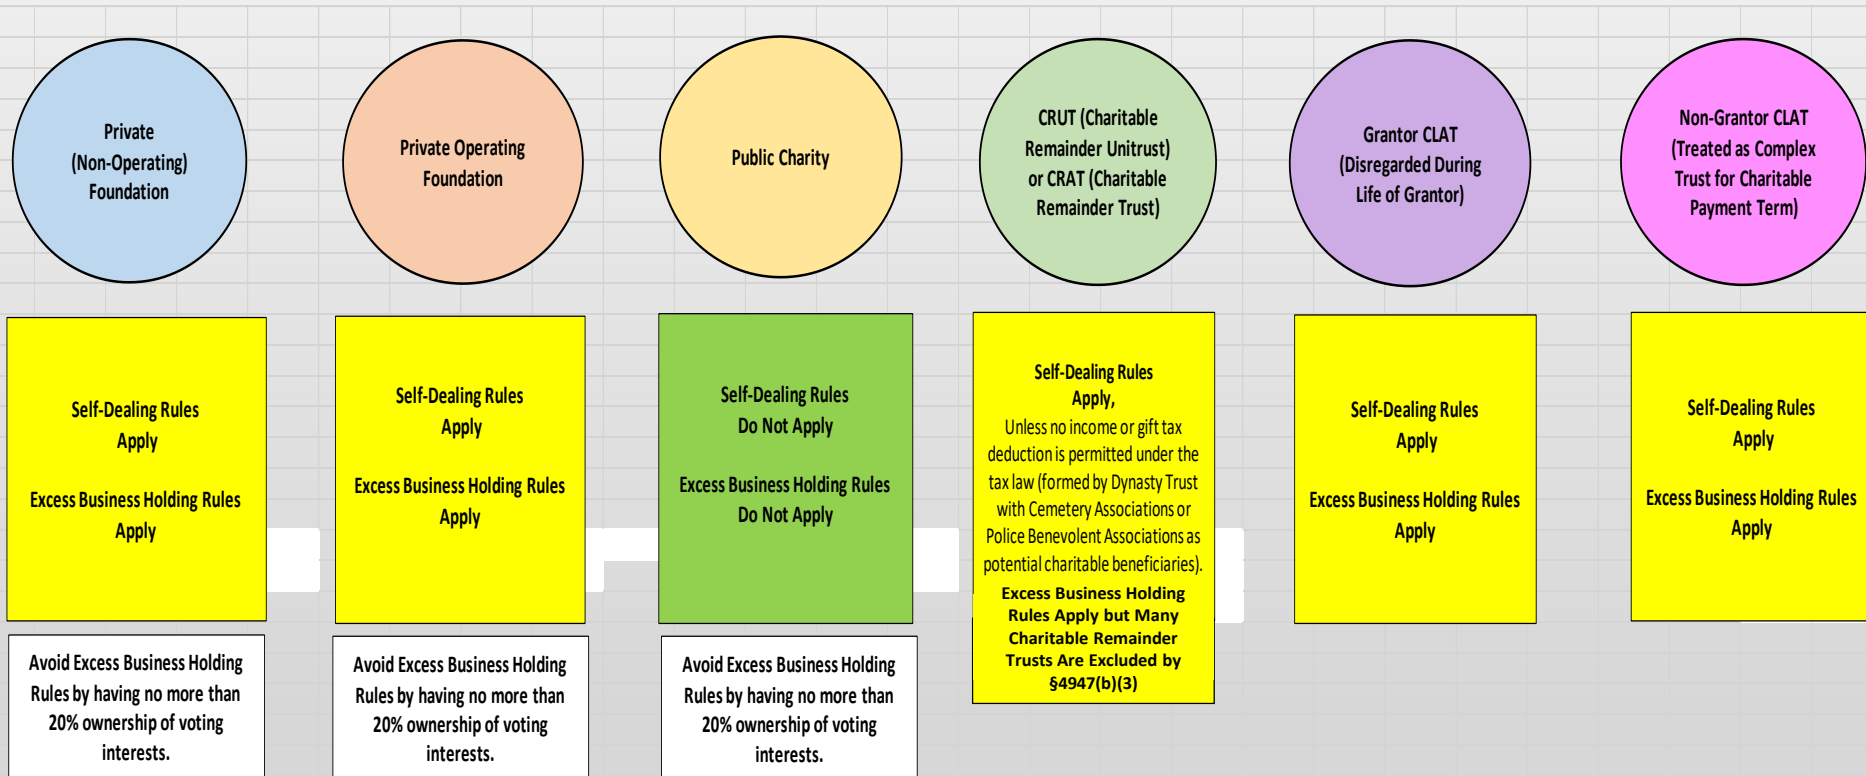 Private
(Non-Operating)
Foundation
Private Operating
Foundation
Public Charity
CRUT (Charitable
Remainder Unitrust)
or CRAT (Charitable
Remainder Trust)
Grantor CLAT
(Disregarded During
Life of Grantor)
Non-Grantor CLAT
(Treated as Complex
Trust for Charitable
Payment Term)
Self-Dealing Rules
Apply
Excess Business Holding Rules
Apply
Self-Dealing Rules
Apply
Excess Business Holding Rules
Apply
Self-Dealing Rules
Do Not Apply
Excess Business Holding Rules
Do Not Apply
Self-Dealing Rules
Apply,
Unless no income or gift tax
deduction is permitted under the
tax law (formed by Dynasty Trust
with Cemetery Associations or
Police Benevolent Associations as
potential charitable beneficiaries).
Excess Business Holding
Rules Apply but Many
Charitable Remainder
Trusts Are Excluded by
§4947(b)(3)
Self-Dealing Rules
Apply
Excess Business Holding Rules
Apply
Self-Dealing Rules
Apply
Excess Business Holding Rules
Apply
Avoid Excess Business Holding
Rules by having no more than
20% ownership of voting
interests.
Avoid Excess Business Holding
Rules by having no more than
20% ownership of voting
interests.
Avoid Excess Business Holding
Rules by having no more than
20% ownership of voting
interests.